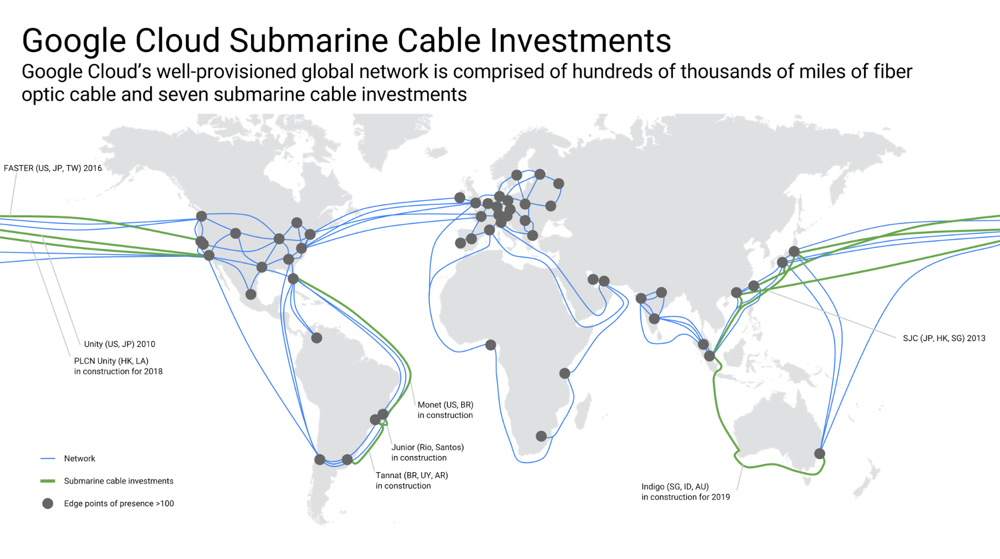 Google Cloud Submarine Cable Investments
Google Cloud’s well-provisioned global network is comprised of hundreds of thousands of miles of fiber
optic cable and seven submarine cable investments
FASTER (US, JP, TW) 2016
Unity (US, JP) 2010
PLCN Unity (HK, LA)
in construction for 2018
SJC (JP, HK, SG) 2013
Monet (US, BR)
in construction
Junior (Rio, Santos)
in construction
Tannat (BR, UY, AR)
in construction
Indigo (SG, ID, AU)
in construction for 2019
Network
Submarine cable investments
Edge points of presence >100